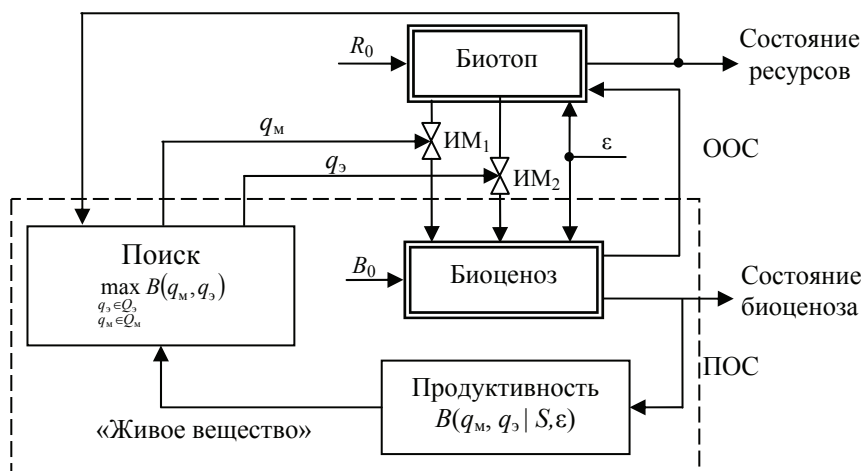 R₀
Биотоп
Состояние
ресурсов
qм
ИМ₁
ε
ООС
qэ
ИМ₂
Поиск
max B(qм, qэ)
qэ∈Qэ
qм∈Qм
B₀
Биоценоз
Состояние
биоценоза
ПОС
Продуктивность
B(qм, qэ | S,ε)
«Живое вещество»